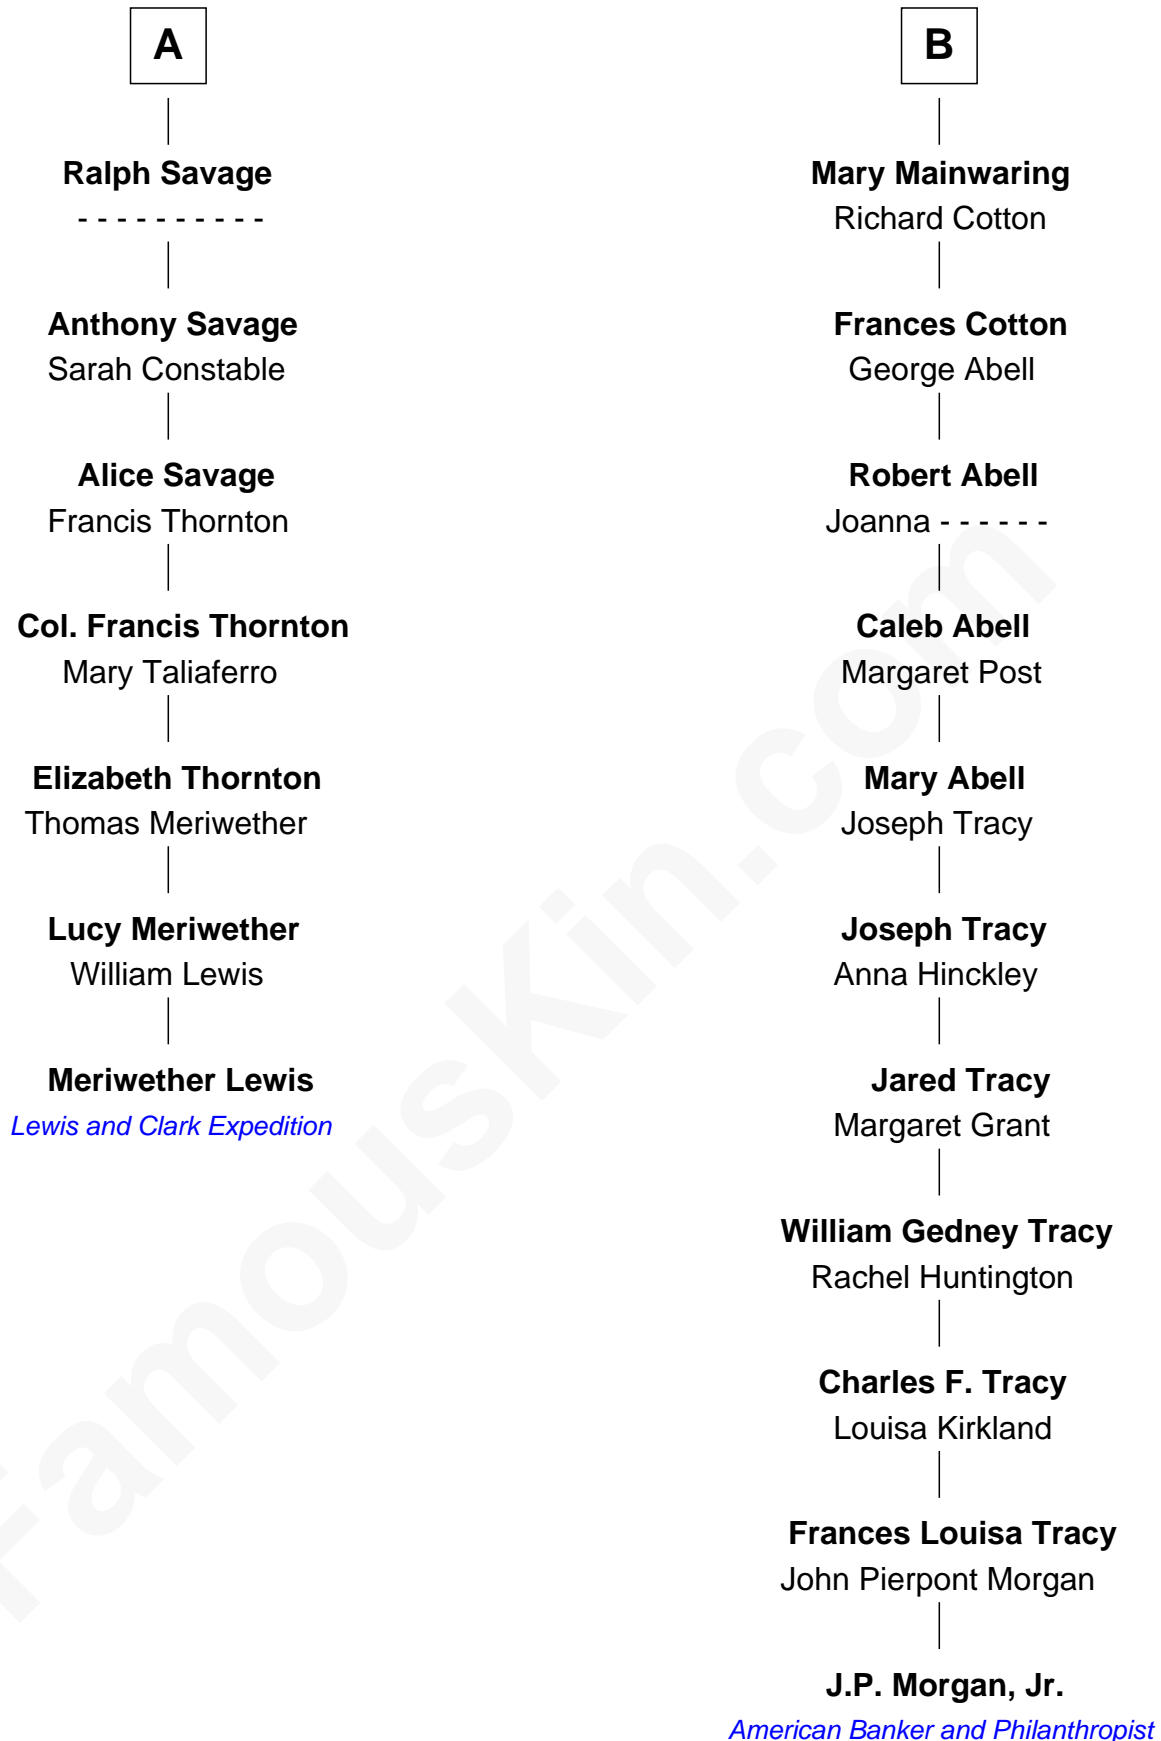 A
Ralph Savage
- - - - - - - - - -
Anthony Savage
Sarah Constable
Alice Savage
Francis Thornton
Col. Francis Thornton
Mary Taliaferro
Elizabeth Thornton
Thomas Meriwether
Lucy Meriwether
William Lewis
Meriwether Lewis
Lewis and Clark Expedition
B
Mary Mainwaring
Richard Cotton
Frances Cotton
George Abell
Robert Abell
Joanna - - - - - -
Caleb Abell
Margaret Post
Mary Abell
Joseph Tracy
Joseph Tracy
Anna Hinckley
Jared Tracy
Margaret Grant
William Gedney Tracy
Rachel Huntington
Charles F. Tracy
Louisa Kirkland
Frances Louisa Tracy
John Pierpont Morgan
J.P. Morgan, Jr.
American Banker and Philanthropist
FamousKin.com